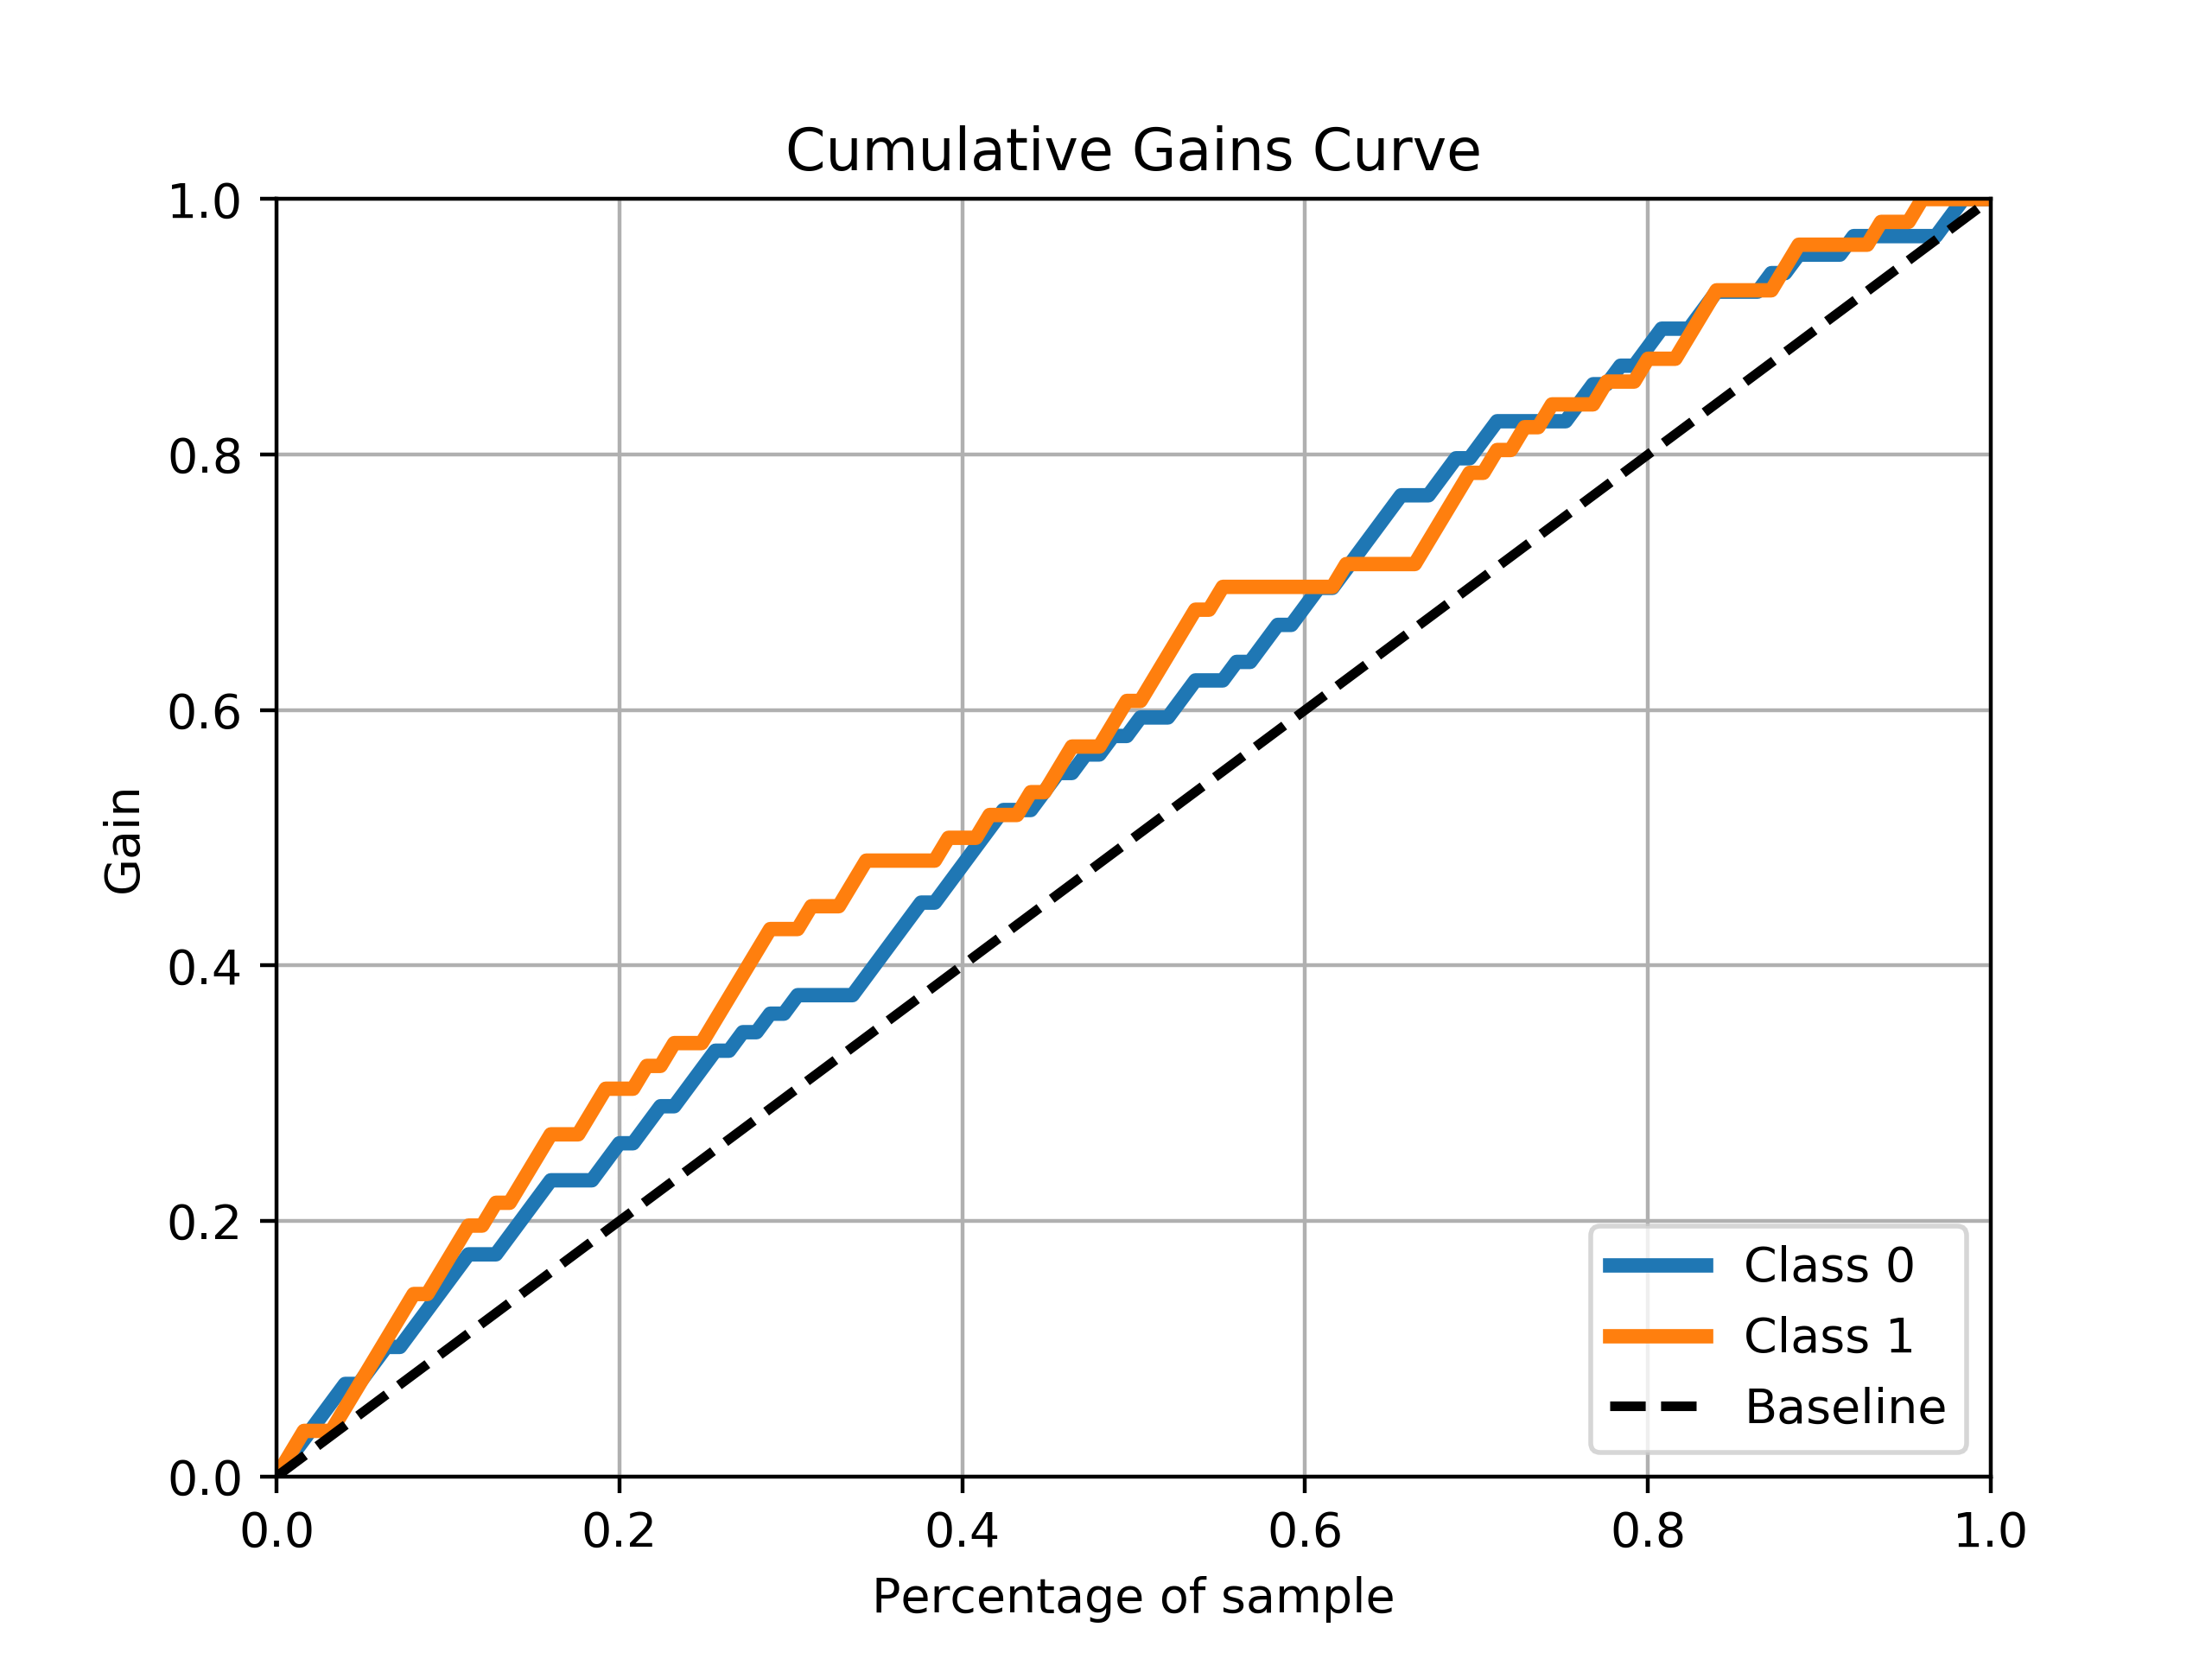 Cumulative Gains Curve
1.0
0.8
0.6
0.4
0.2
0.0
Gain
0.0 0.2 0.4 0.6 0.8 1.0
Percentage of sample
Class 0
Class 1
Baseline